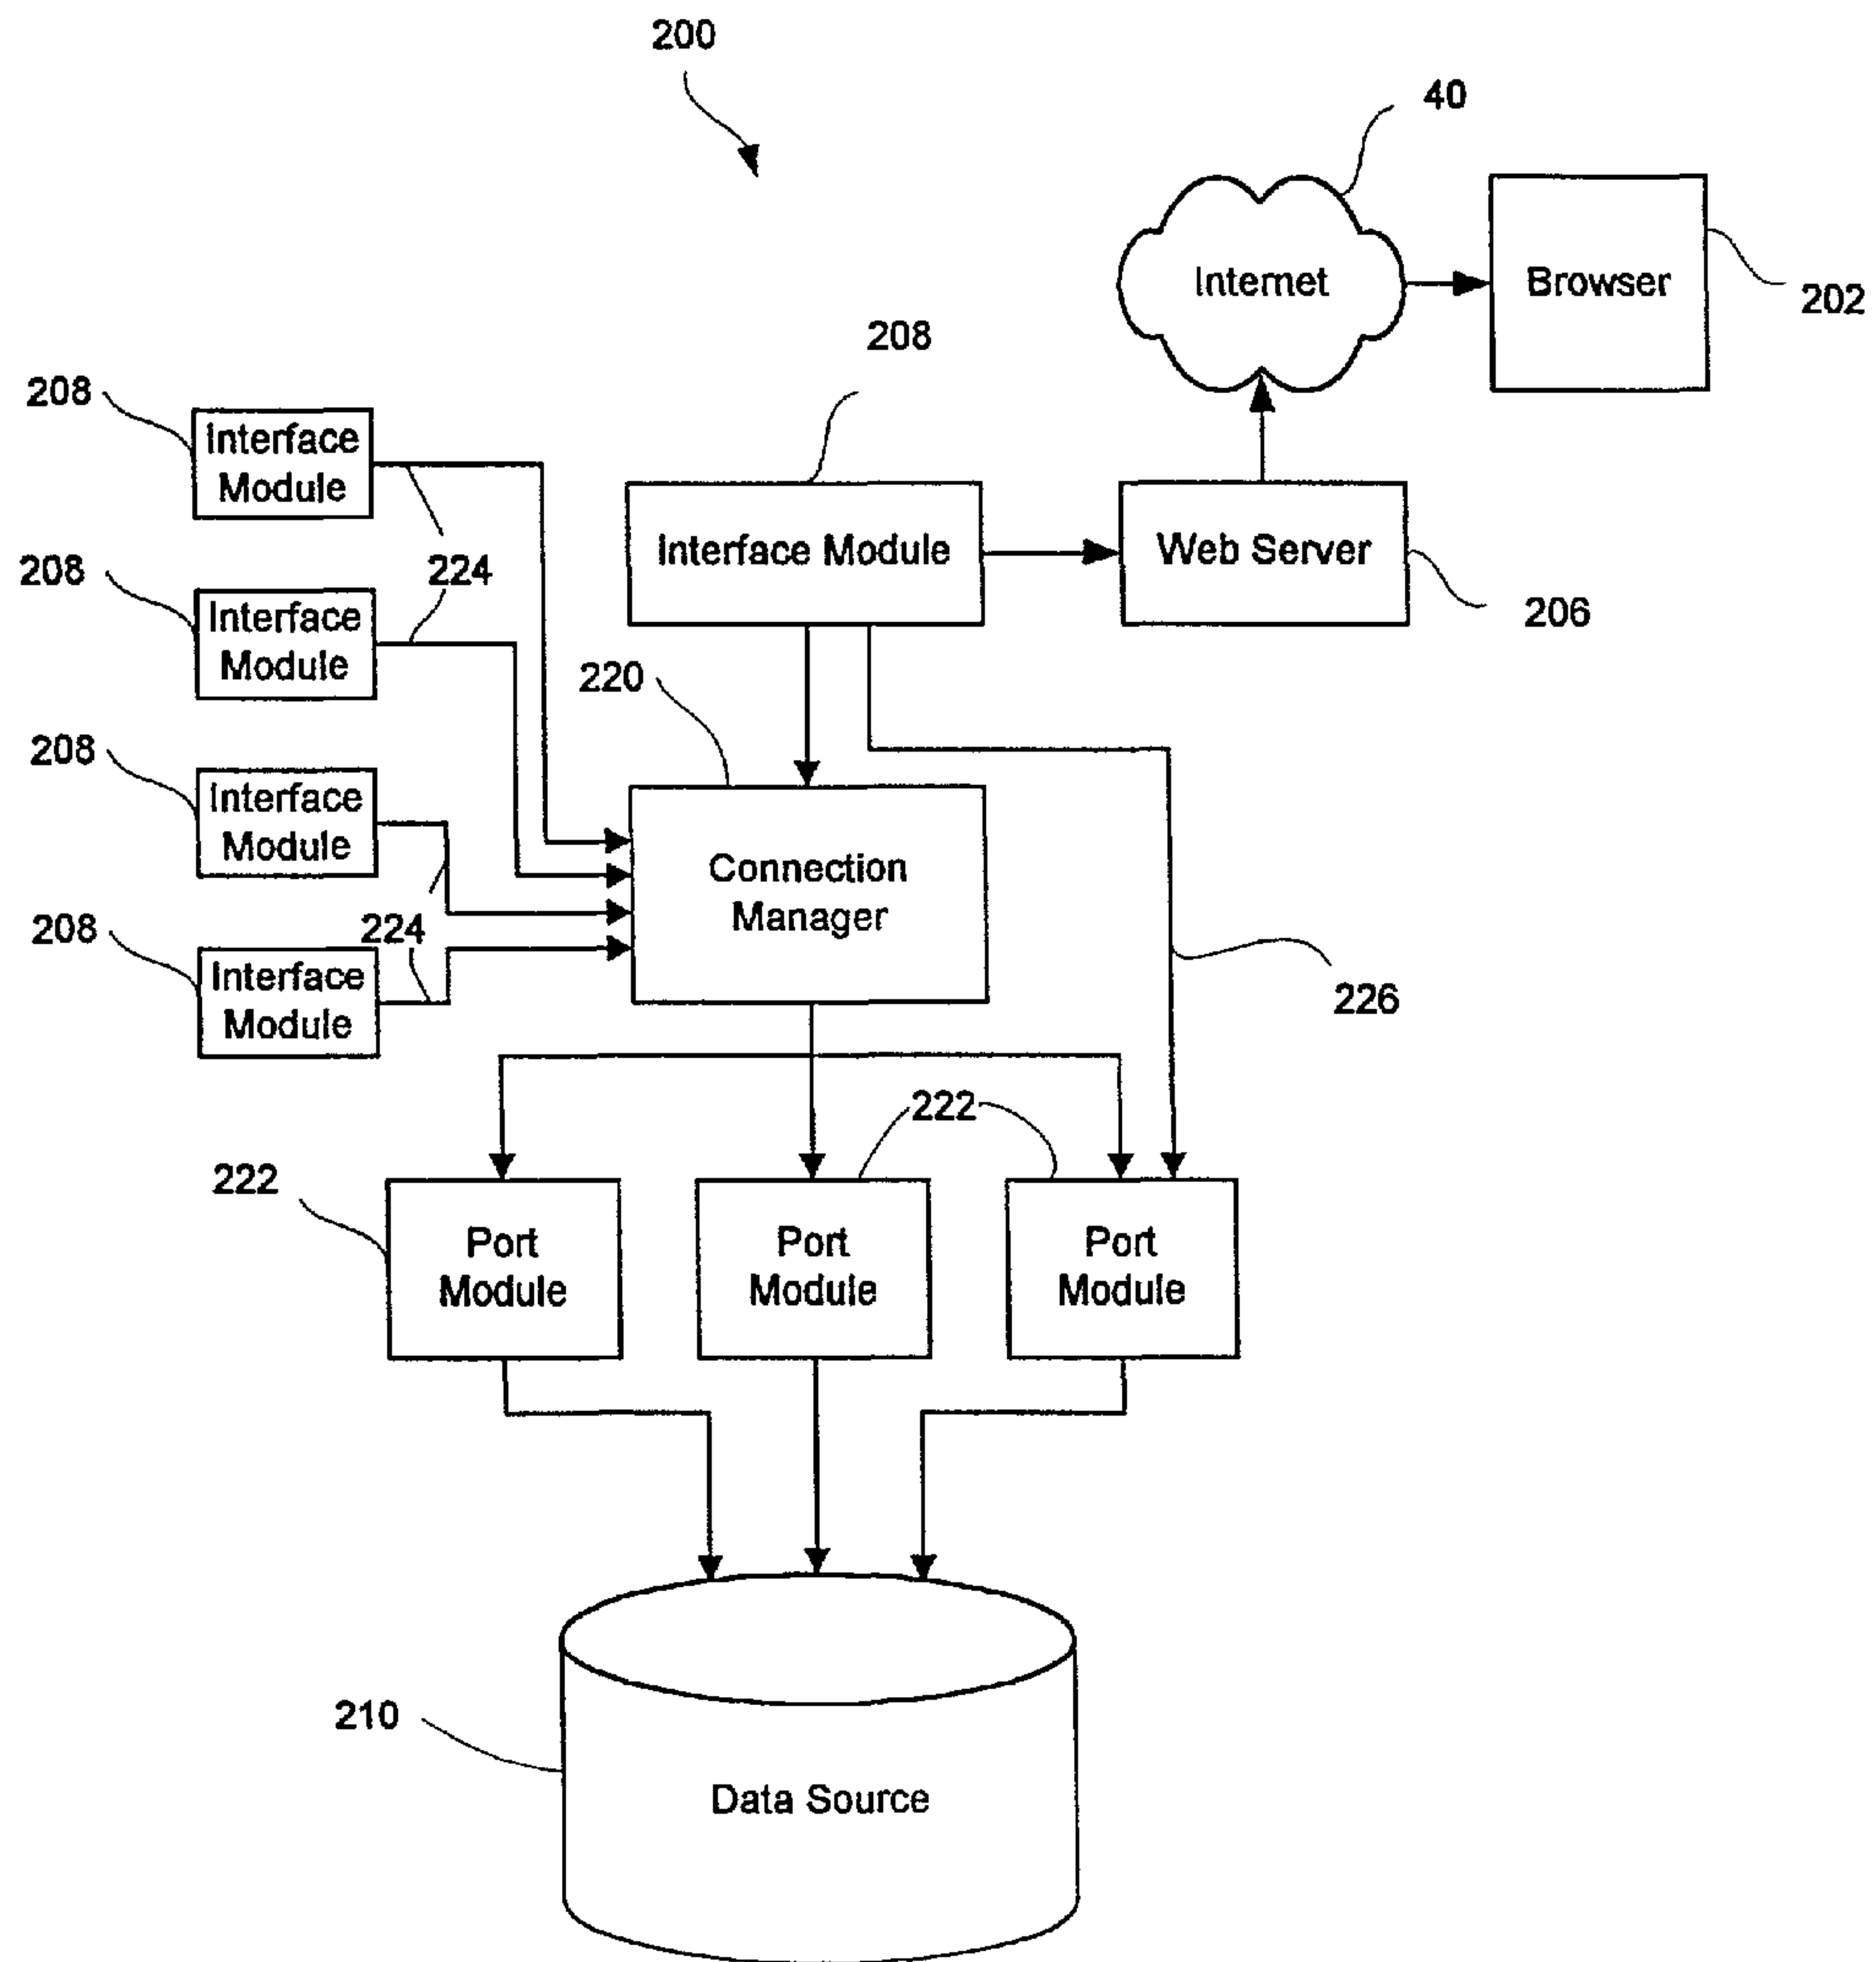 200
40
Internet
Browser
202
208
208
Interface
Module
224
Interface Module
Web Server
206
208
Interface
Module
220
208
Interface
Module
Connection
Manager
224
208
Interface
Module
226
222
222
Port
Module
Port
Module
Port
Module
210
Data Source